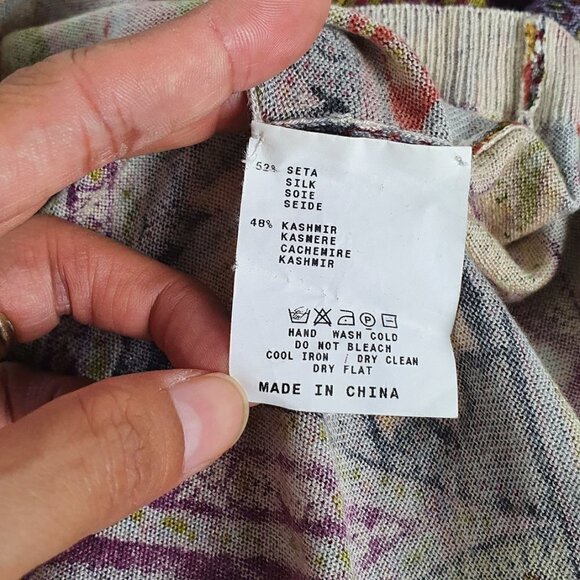 52% SETA
SILK
SOIE
SEIDE
48% KASHMIR
KASMERE
CACHEMIRE
KASHMIR
P
HAND WASH COLD
DO NOT BLEACH
COOL IRON / DRY CLEAN
DRY FLAT
MADE IN CHINA